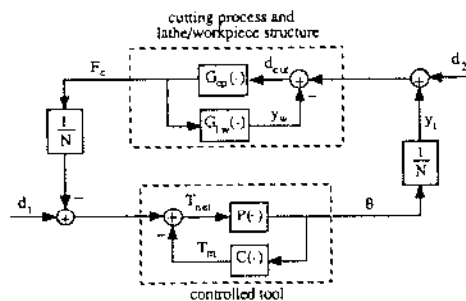 cutting process and
lathe/workpiece structure
F_c
d_cut
d_2
G_cp(·)
1/N
G_lw(·)
y_w
y_t
1/N
d_1
T_net
P(·)
θ
T_m
C(·)
controlled tool